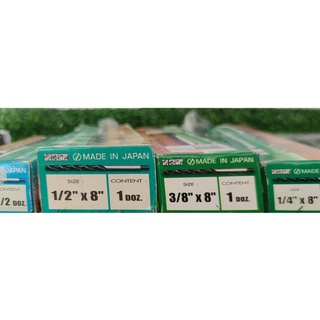 JAPAN
/2 DOZ.
MADE IN JAPAN
SIZE : CONTENT :
1/2" x 8" 1 DOZ.
MADE IN JAPAN
SIZE : CONTENT :
3/8" x 8" 1 DOZ.
MADE IN JAPAN
SIZE :
1/4" x 8"